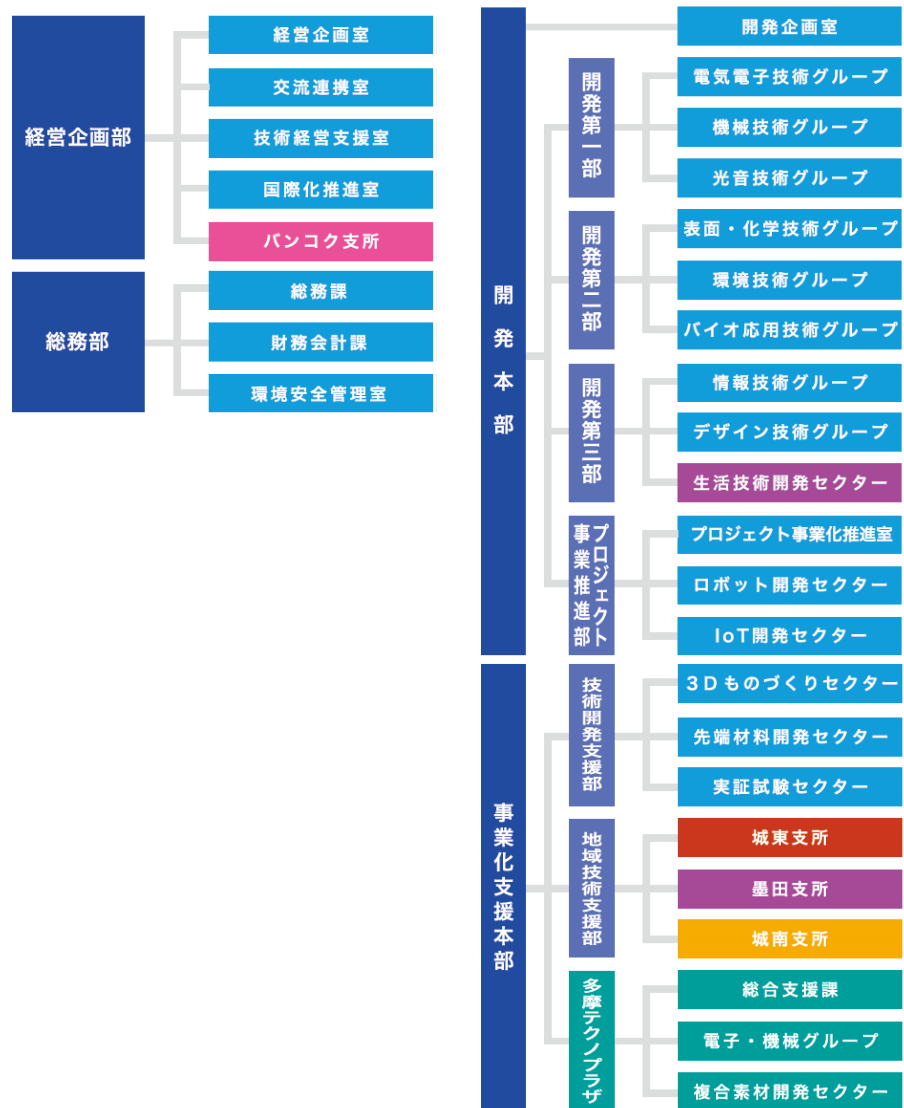 経営企画部
経営企画室
交流連携室
技術経営支援室
国際化推進室
バンコク支所
総務部
総務課
財務会計課
環境安全管理室
開発本部
開発企画室
開発第一部
電気電子技術グループ
機械技術グループ
光音技術グループ
開発第二部
表面・化学技術グループ
環境技術グループ
バイオ応用技術グループ
開発第三部
情報技術グループ
デザイン技術グループ
生活技術開発セクター
プロジェクト
事業推進部
プロジェクト事業化推進室
ロボット開発セクター
IoT開発セクター
事業化支援本部
技術開発支援部
3Dものづくりセクター
先端材料開発セクター
実証試験セクター
地域技術支援部
城東支所
墨田支所
城南支所
多摩テクノプラザ
総合支援課
電子・機械グループ
複合素材開発セクター